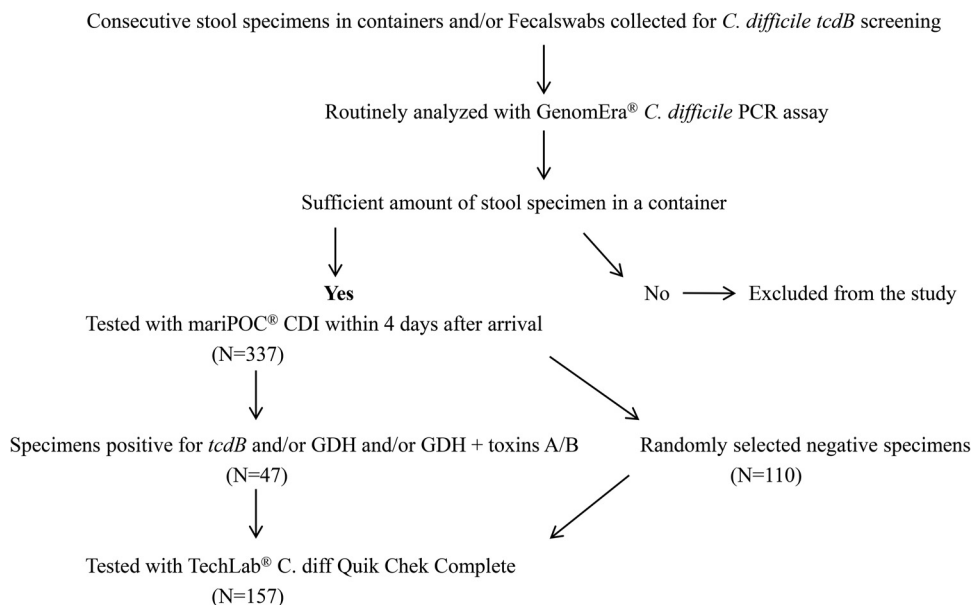 Consecutive stool specimens in containers and/or Fecalswabs collected for C. difficile tcdB screening
Routinely analyzed with GenomEra® C. difficile PCR assay
Sufficient amount of stool specimen in a container
Yes
No
Excluded from the study
Tested with mariPOC® CDI within 4 days after arrival
(N=337)
Specimens positive for tcdB and/or GDH and/or GDH + toxins A/B
(N=47)
Randomly selected negative specimens
(N=110)
Tested with TechLab® C. diff Quik Chek Complete
(N=157)